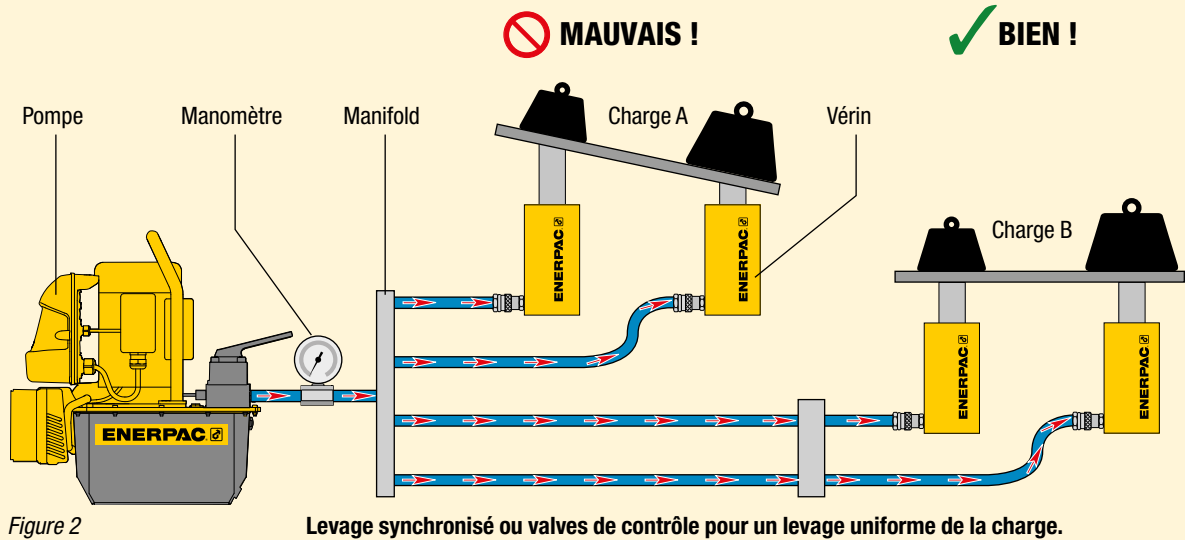 MAUVAIS !
BIEN !
Pompe
Manomètre
Manifold
Charge A
Vérin
ENERPAC
ENERPAC
Charge B
ENERPAC
ENERPAC
ENERPAC
Figure 2
Levage synchronisé ou valves de contrôle pour un levage uniforme de la charge.